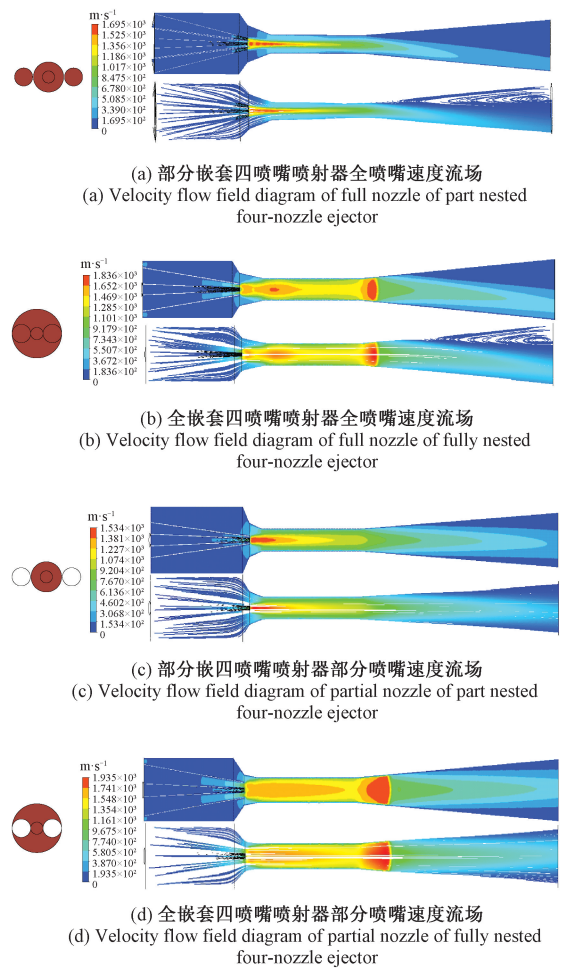 m·s⁻¹
1.695×10³
1.525×10³
1.356×10³
1.186×10³
1.017×10³
8.475×10²
6.780×10²
5.085×10²
3.390×10²
1.695×10²
0
(a) 部分嵌套四喷嘴喷射器全喷嘴速度流场
(a) Velocity flow field diagram of full nozzle of part nested
four-nozzle ejector
m·s⁻¹
1.836×10³
1.652×10³
1.469×10³
1.285×10³
1.101×10³
9.179×10²
7.343×10²
5.507×10²
3.672×10²
1.836×10²
0
(b) 全嵌套四喷嘴喷射器全喷嘴速度流场
(b) Velocity flow field diagram of full nozzle of fully nested
four-nozzle ejector
m·s⁻¹
1.534×10³
1.381×10³
1.227×10³
1.074×10³
9.204×10²
7.670×10²
6.136×10²
4.602×10²
3.068×10²
1.534×10²
0
(c) 部分嵌四喷嘴喷射器部分喷嘴速度流场
(c) Velocity flow field diagram of partial nozzle of part nested
four-nozzle ejector
m·s⁻¹
1.935×10³
1.741×10³
1.548×10³
1.354×10³
1.161×10³
9.675×10²
7.740×10²
5.805×10²
3.870×10²
1.935×10²
0
(d) 全嵌套四喷嘴喷射器部分喷嘴速度流场
(d) Velocity flow field diagram of partial nozzle of fully nested
four-nozzle ejector